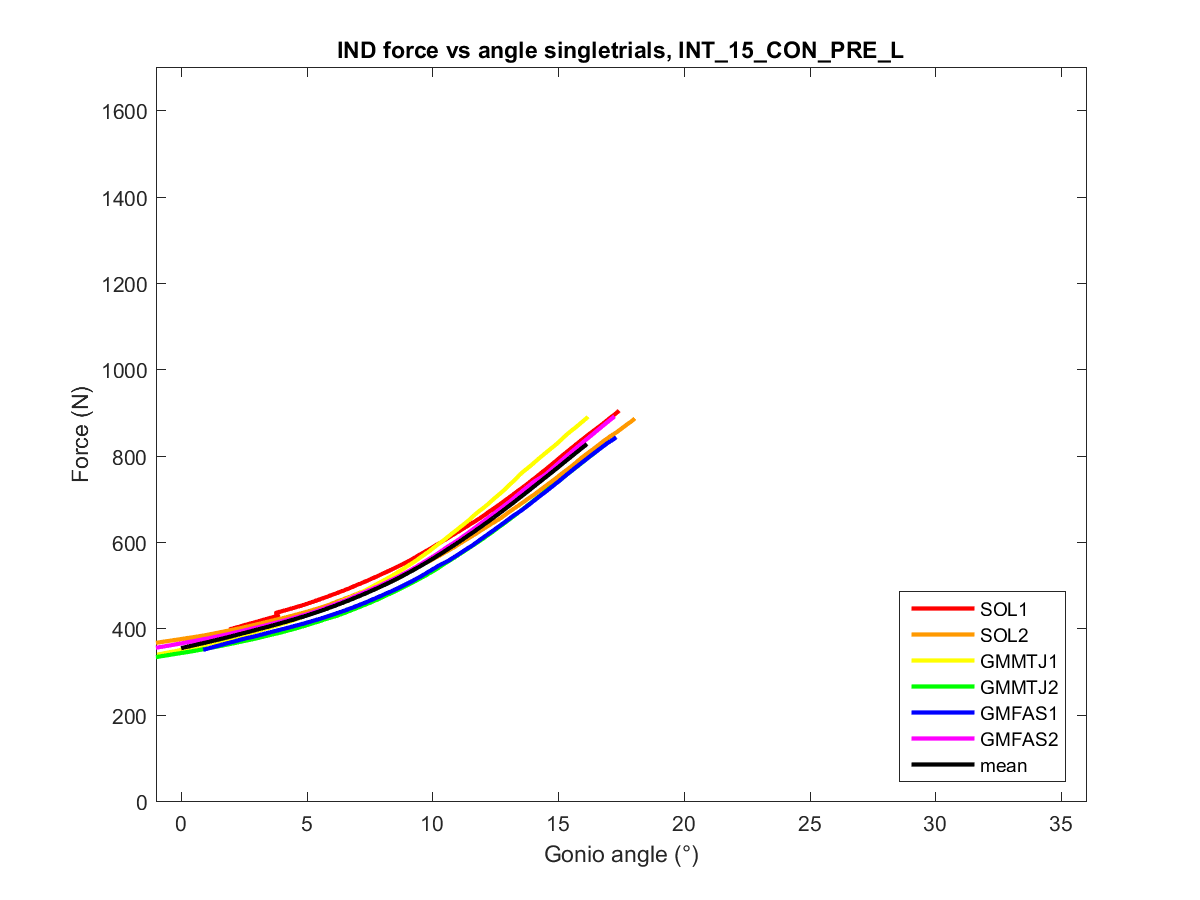 IND force vs angle singletrials, INT_15_CON_PRE_L
1600
1400
1200
1000
800
600
400
200
0
Force (N)
0 5 10 15 20 25 30 35
Gonio angle (°)
SOL1
SOL2
GMMTJ1
GMMTJ2
GMFAS1
GMFAS2
mean